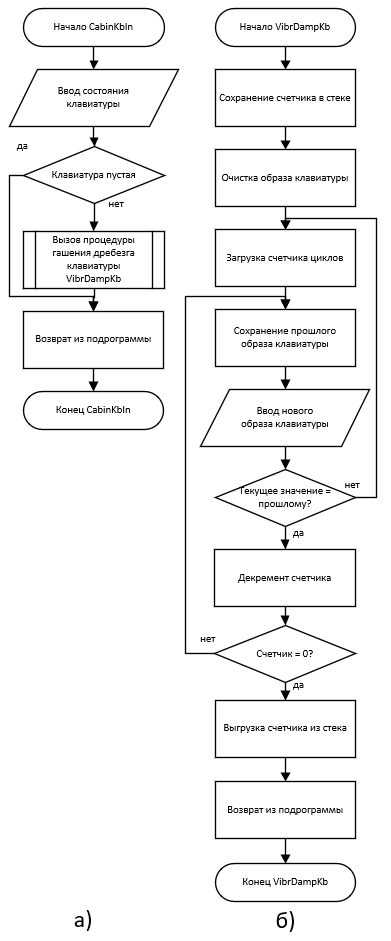 Начало CabinKbIn
Ввод состояния
клавиатуры
да
Клавиатура пустая
нет
Вызов процедуры
гашения дребезга
клавиатуры
VibrDampKb
Возврат из подрограммы
Конец CabinKbIn
а)
Начало VibrDampKb
Сохранение счетчика в стеке
Очистка образа клавиатуры
Загрузка счетчика циклов
Сохранение прошлого
образа клавиатуры
Ввод нового
образа клавиатуры
Текущее значение =
прошлому?
нет
да
Декремент счетчика
нет
Счетчик = 0?
да
Выгрузка счетчика из стека
Возврат из подрограммы
Конец VibrDampKb
б)